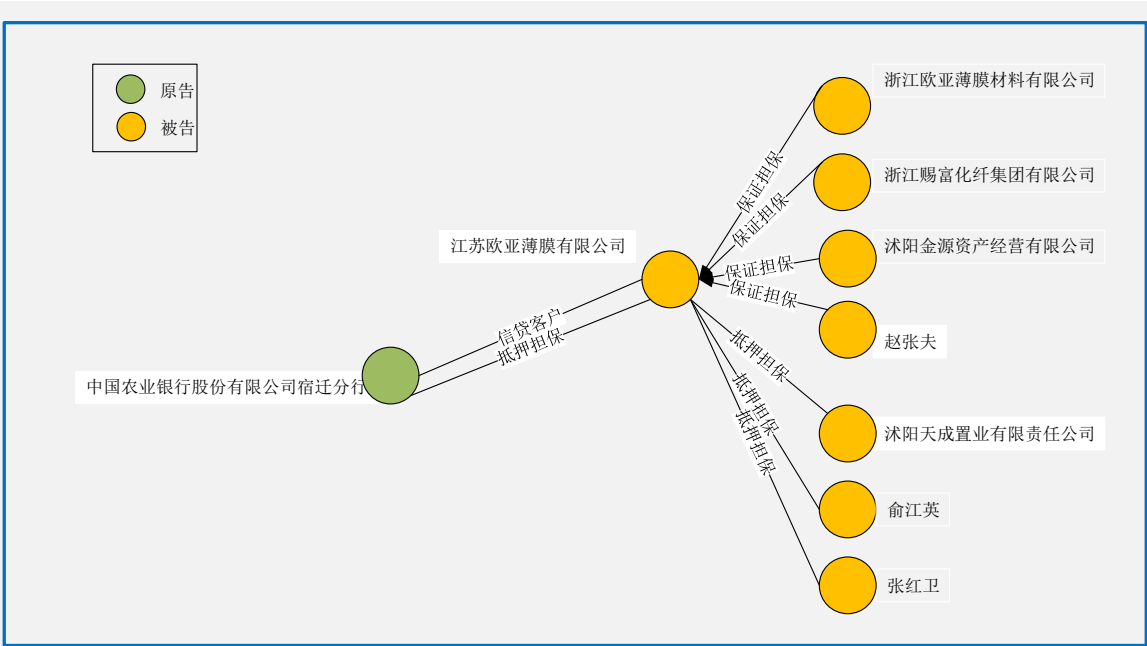 原告
被告
浙江欧亚薄膜材料有限公司
保证担保
浙江赐富化纤集团有限公司
保证担保
江苏欧亚薄膜有限公司
沭阳金源资产经营有限公司
保证担保
保证担保
赵张夫
信贷客户
抵押担保
中国农业银行股份有限公司宿迁分行
抵押担保
沭阳天成置业有限责任公司
抵押担保
俞江英
抵押担保
张红卫